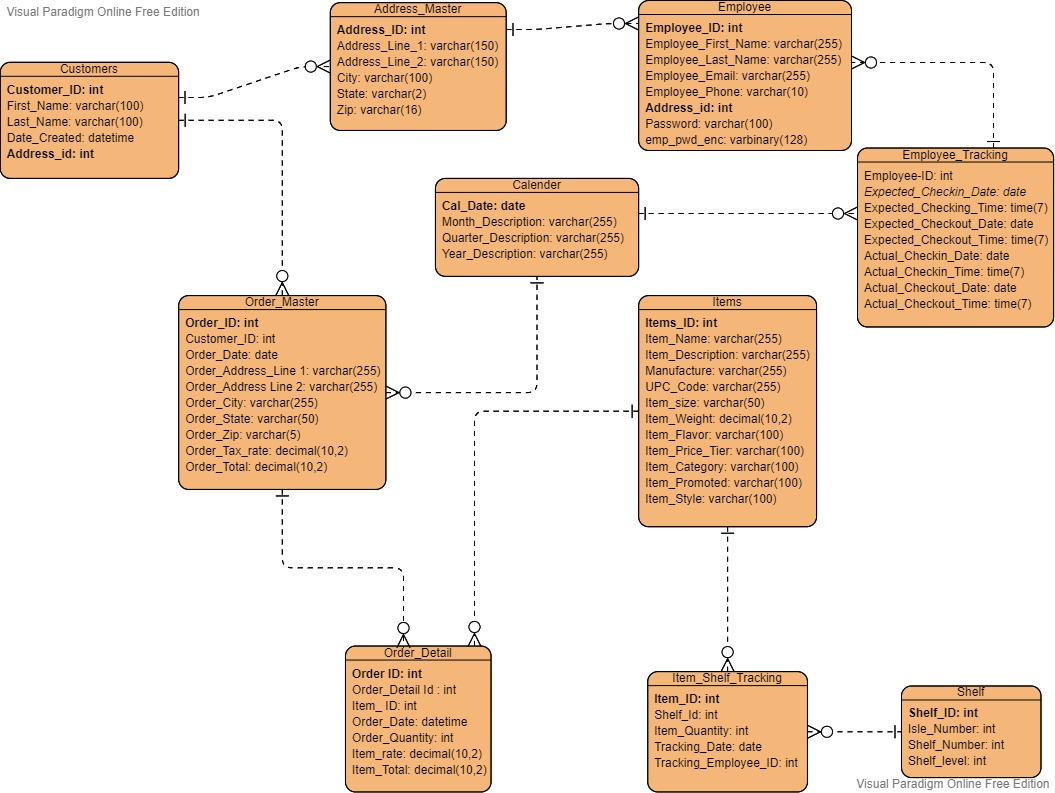 Visual Paradigm Online Free Edition
Address_Master
Address_ID: int
Address_Line_1: varchar(150)
Address_Line_2: varchar(150)
City: varchar(100)
State: varchar(2)
Zip: varchar(16)
Employee
Employee_ID: int
Employee_First_Name: varchar(255)
Employee_Last_Name: varchar(255)
Employee_Email: varchar(255)
Employee_Phone: varchar(10)
Address_id: int
Password: varchar(100)
emp_pwd_enc: varbinary(128)
Customers
Customer_ID: int
First_Name: varchar(100)
Last_Name: varchar(100)
Date_Created: datetime
Address_id: int
Employee_Tracking
Employee-ID: int
Expected_Checkin_Date: date
Expected_Checking_Time: time(7)
Expected_Checkout_Date: date
Expected_Checkout_Time: time(7)
Actual_Checkin_Date: date
Actual_Checkin_Time: time(7)
Actual_Checkout_Date: date
Actual_Checkout_Time: time(7)
Calender
Cal_Date: date
Month_Description: varchar(255)
Quarter_Description: varchar(255)
Year_Description: varchar(255)
Order_Master
Order_ID: int
Customer_ID: int
Order_Date: date
Order_Address_Line 1: varchar(255)
Order_Address Line 2: varchar(255)
Order_City: varchar(255)
Order_State: varchar(50)
Order_Zip: varchar(5)
Order_Tax_rate: decimal(10,2)
Order_Total: decimal(10,2)
Items
Items_ID: int
Item_Name: varchar(255)
Item_Description: varchar(255)
Manufacture: varchar(255)
UPC_Code: varchar(255)
Item_size: varchar(50)
Item_Weight: decimal(10,2)
Item_Flavor: varchar(100)
Item_Price_Tier: varchar(100)
Item_Category: varchar(100)
Item_Promoted: varchar(100)
Item_Style: varchar(100)
Order_Detail
Order ID: int
Order_Detail Id : int
Item_ ID: int
Order_Date: datetime
Order_Quantity: int
Item_rate: decimal(10,2)
Item_Total: decimal(10,2)
Item_Shelf_Tracking
Item_ID: int
Shelf_Id: int
Item_Quantity: int
Tracking_Date: date
Tracking_Employee_ID: int
Shelf
Shelf_ID: int
Isle_Number: int
Shelf_Number: int
Shelf_level: int
Visual Paradigm Online Free Edition